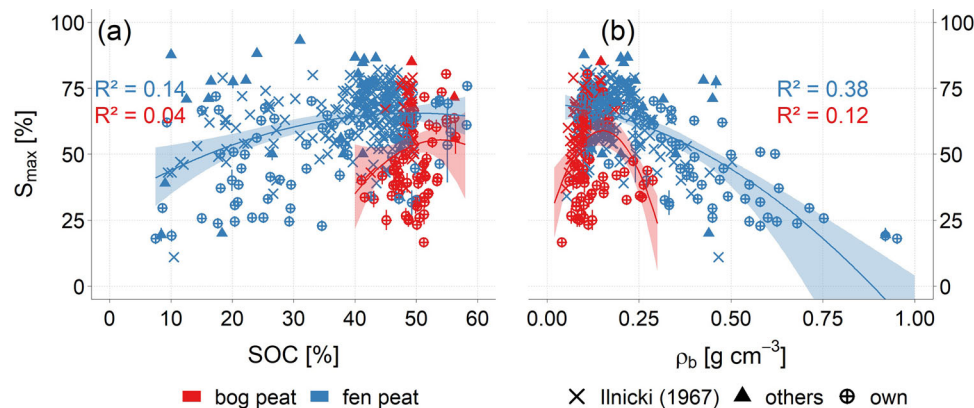 (a)
(b)
R² = 0.14
R² = 0.04
R² = 0.38
R² = 0.12
S_max [%]
100
75
50
25
0
100
75
50
25
0
0 10 20 30 40 50 60
0.00 0.25 0.50 0.75 1.00
SOC [%]
ρ_b [g cm⁻³]
bog peat fen peat
Ilnicki (1967) others own